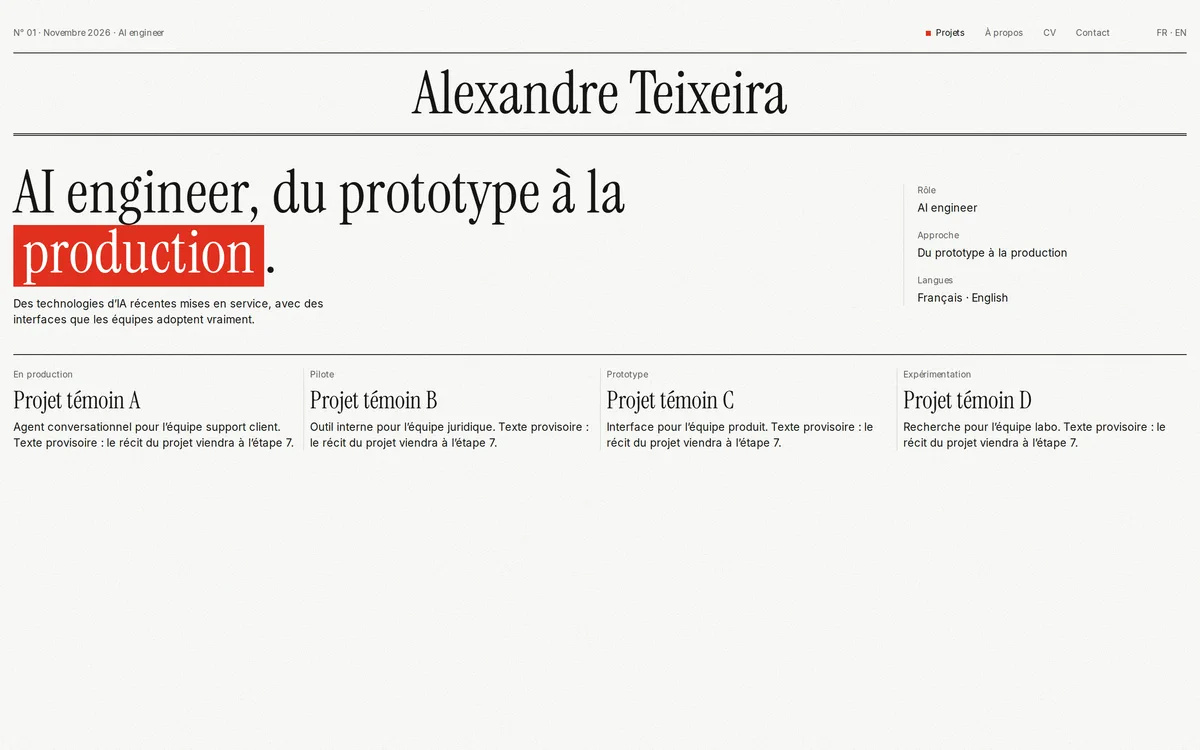 N° 01 · Novembre 2026 · AI engineer
Projets À propos CV Contact FR · EN
Alexandre Teixeira
AI engineer, du prototype à la
production.
Des technologies d’IA récentes mises en service, avec des
interfaces que les équipes adoptent vraiment.
Rôle
AI engineer
Approche
Du prototype à la production
Langues
Français · English
En production
Projet témoin A
Agent conversationnel pour l’équipe support client.
Texte provisoire : le récit du projet viendra à l’étape 7.
Pilote
Projet témoin B
Outil interne pour l’équipe juridique. Texte provisoire :
le récit du projet viendra à l’étape 7.
Prototype
Projet témoin C
Interface pour l’équipe produit. Texte provisoire : le
récit du projet viendra à l’étape 7.
Expérimentation
Projet témoin D
Recherche pour l’équipe labo. Texte provisoire : le
récit du projet viendra à l’étape 7.